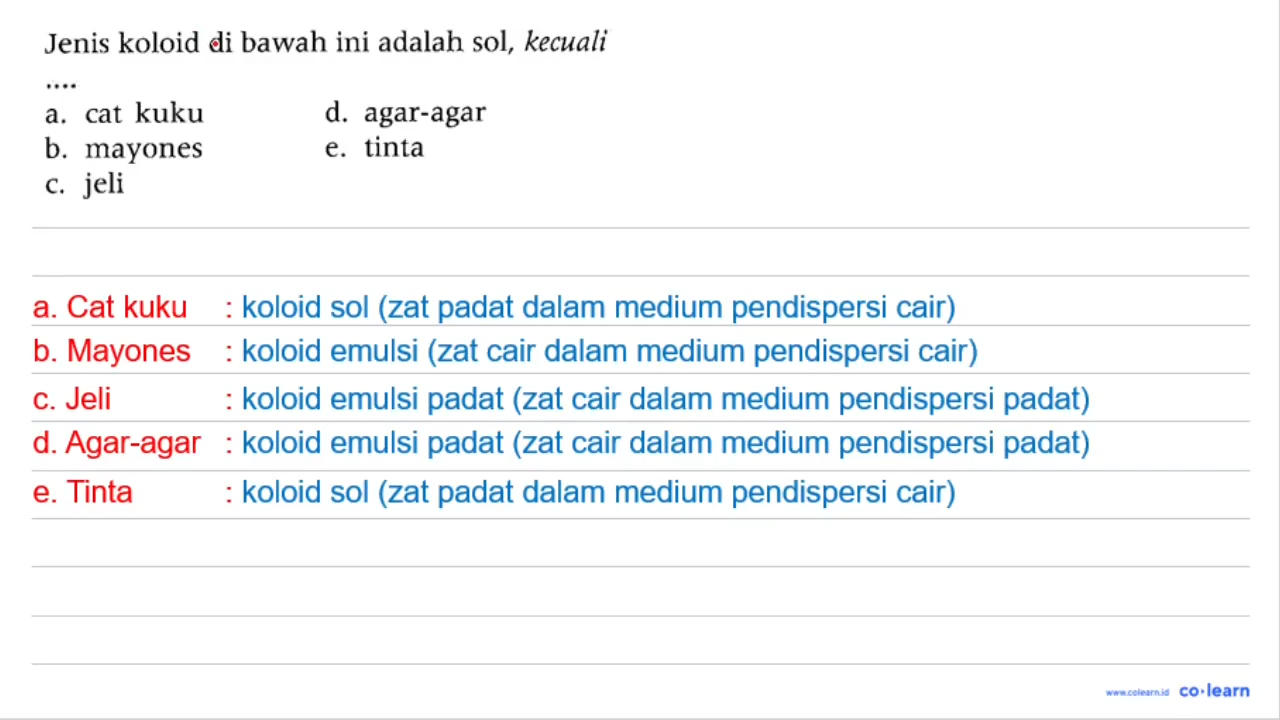 Jenis koloid di bawah ini adalah sol, kecuali
....
a. cat kuku
b. mayones
c. jeli
d. agar-agar
e. tinta
a. Cat kuku : koloid sol (zat padat dalam medium pendispersi cair)
b. Mayones : koloid emulsi (zat cair dalam medium pendispersi cair)
c. Jeli : koloid emulsi padat (zat cair dalam medium pendispersi padat)
d. Agar-agar : koloid emulsi padat (zat cair dalam medium pendispersi padat)
e. Tinta : koloid sol (zat padat dalam medium pendispersi cair)
www.colearn.id co·learn